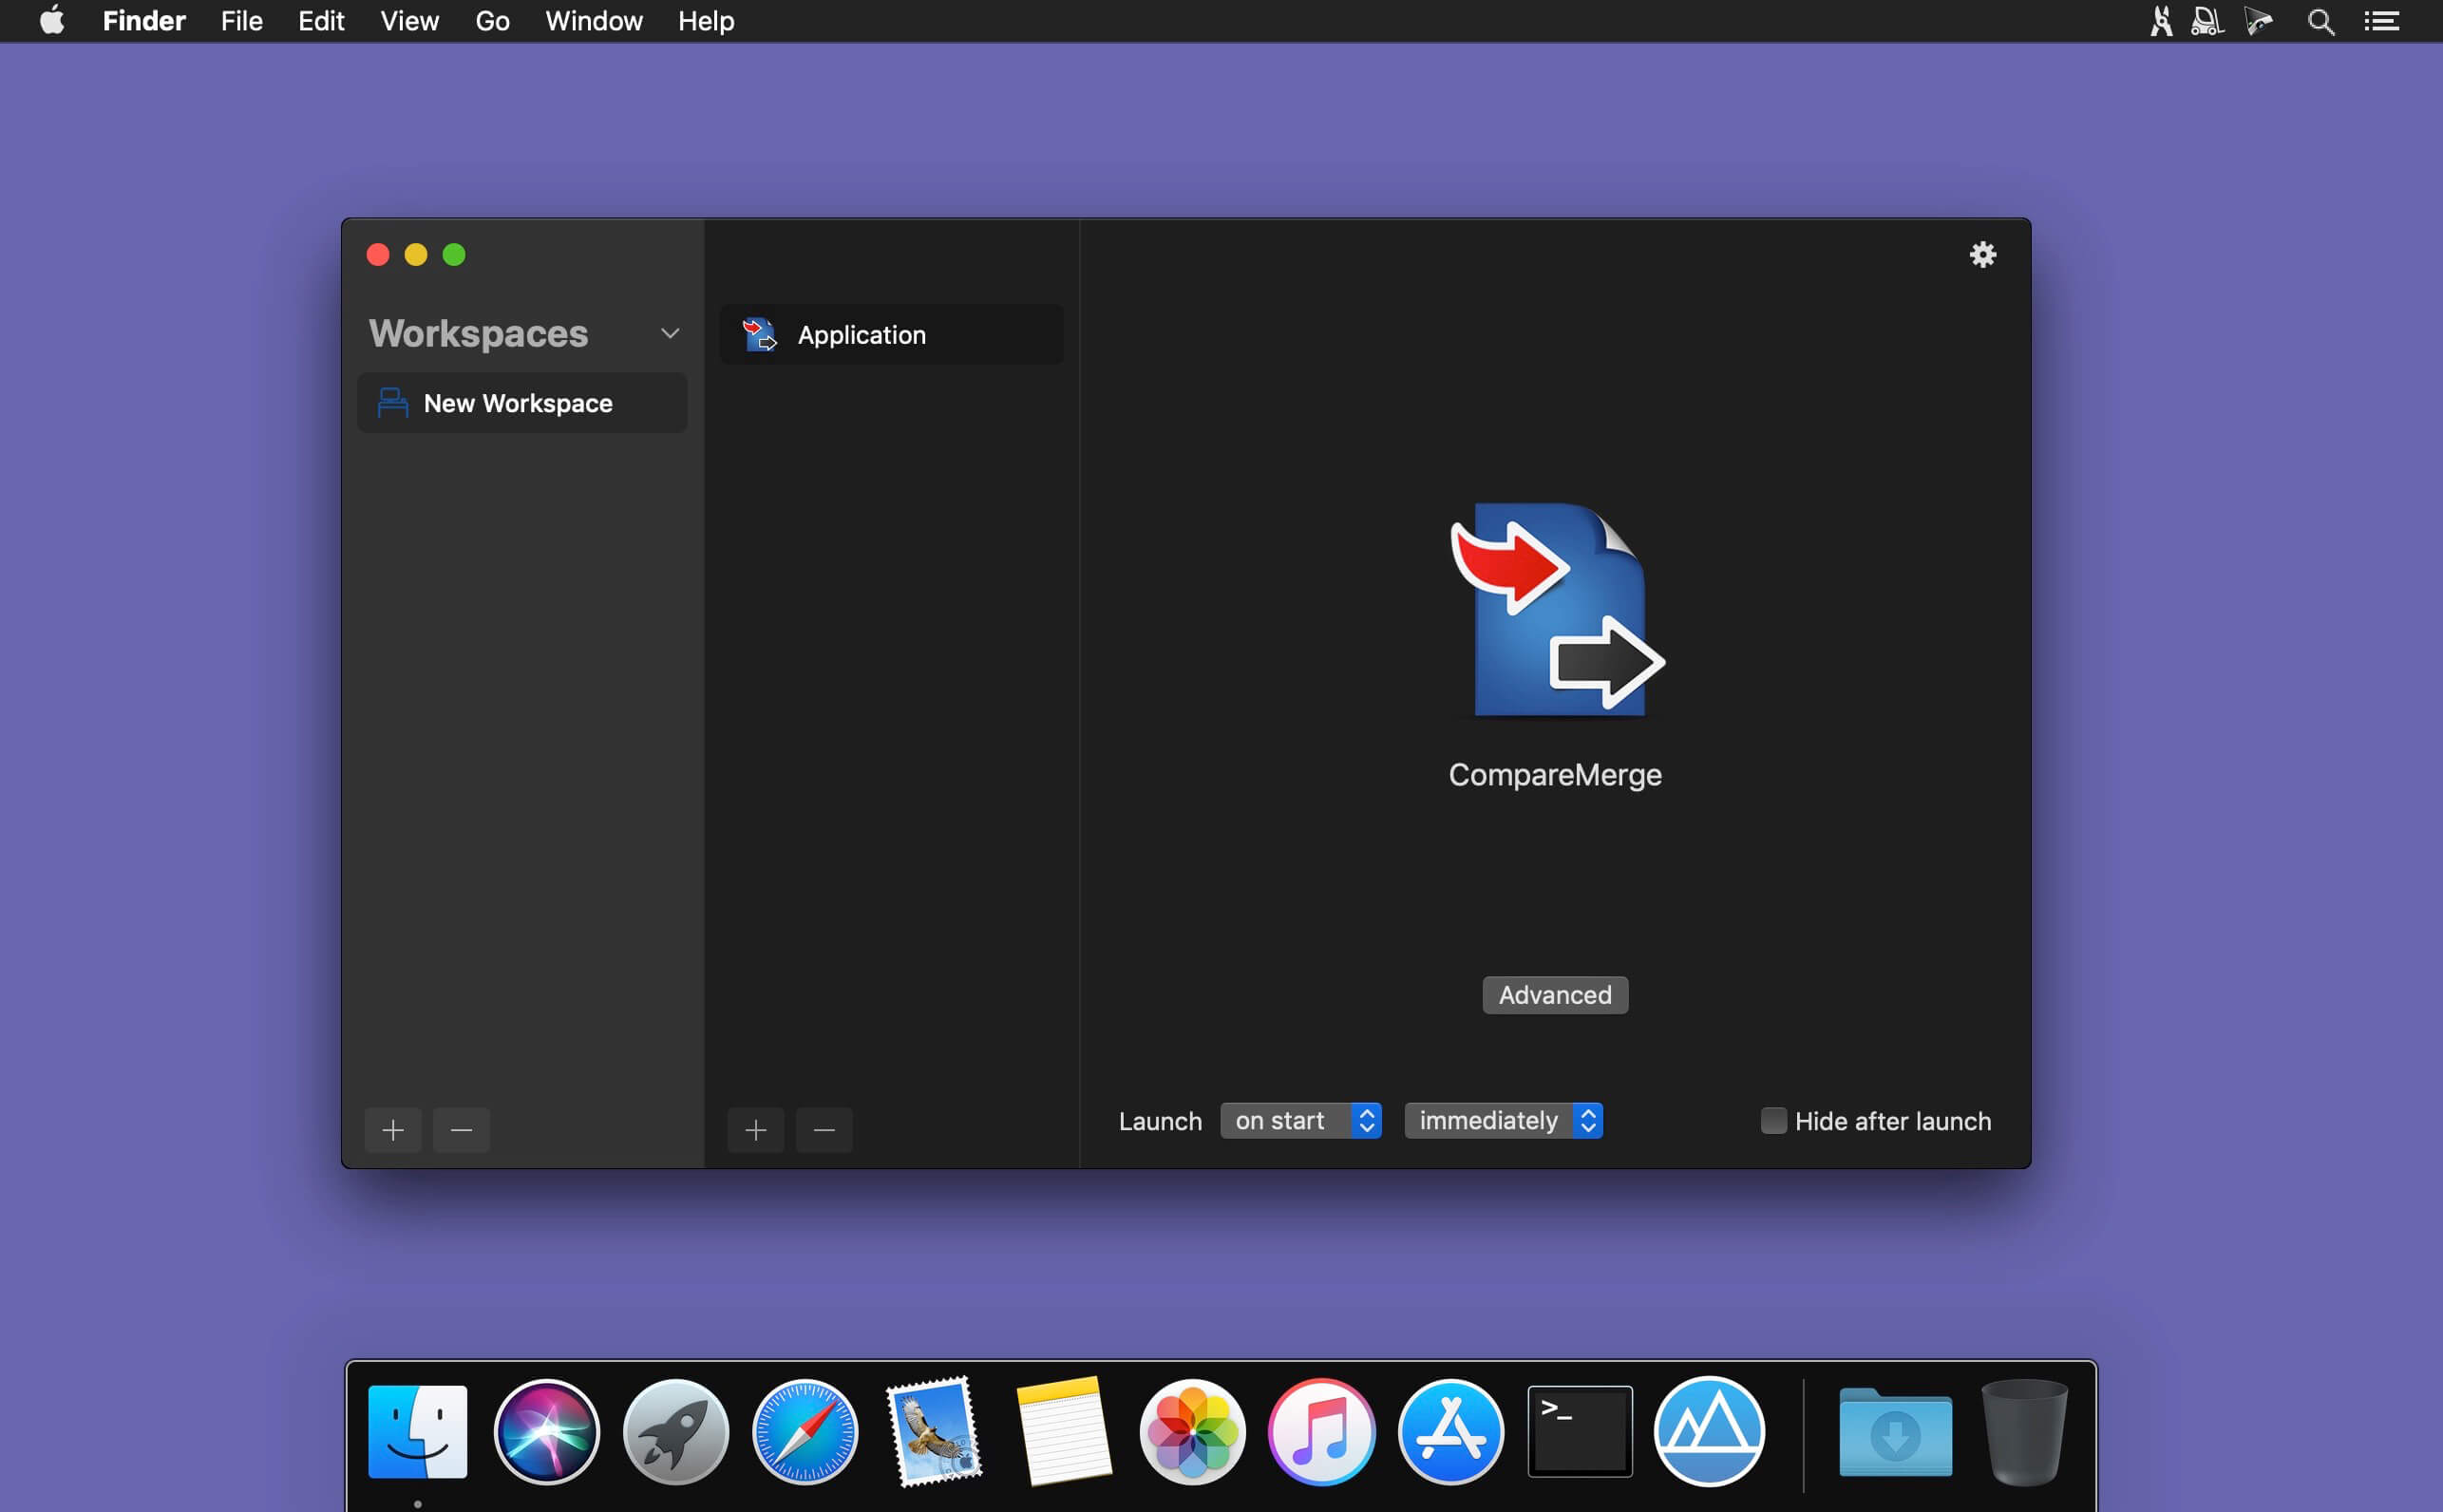 Finder File Edit View Go Window Help
Workspaces
New Workspace
Application
CompareMerge
Advanced
Launch on start immediately Hide after launch
>_